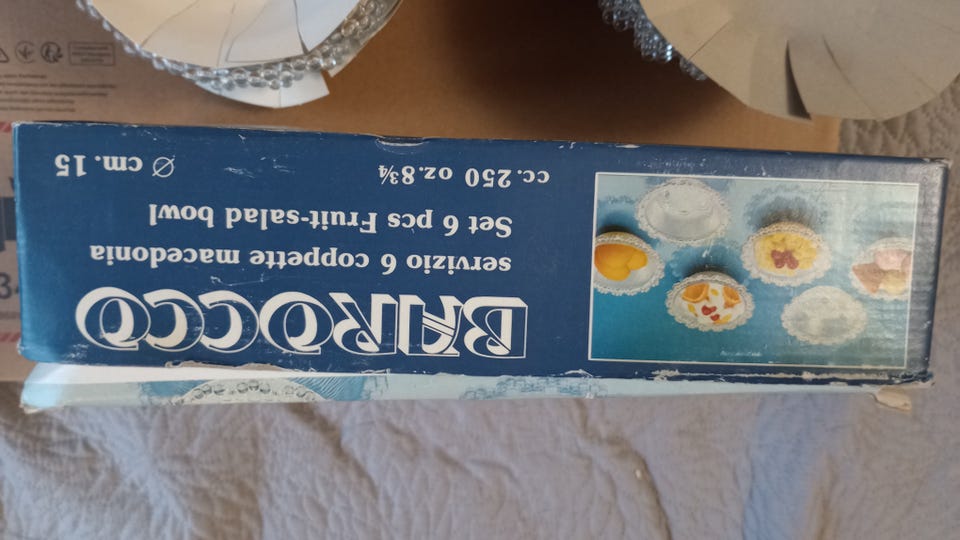 BAROCCO
servizio 6 coppette macedonia
Set 6 pcs Fruit-salad bowl
cc. 250 oz. 8¾
Ø cm. 15